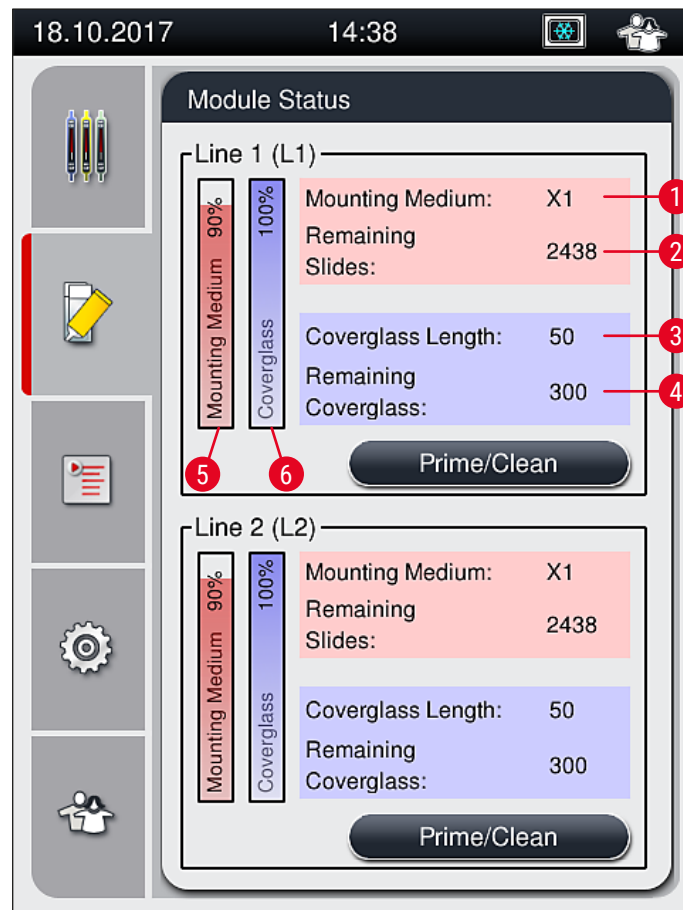 18.10.2017 14:38
Module Status
Line 1 (L1)
Mounting Medium 90%
Coverglass 100%
Mounting Medium: X1 1
Remaining
Slides: 2438 2
Coverglass Length: 50 3
Remaining
Coverglass: 300 4
5 6
Prime/Clean
Line 2 (L2)
Mounting Medium 90%
Coverglass 100%
Mounting Medium: X1
Remaining
Slides: 2438
Coverglass Length: 50
Remaining
Coverglass: 300
Prime/Clean